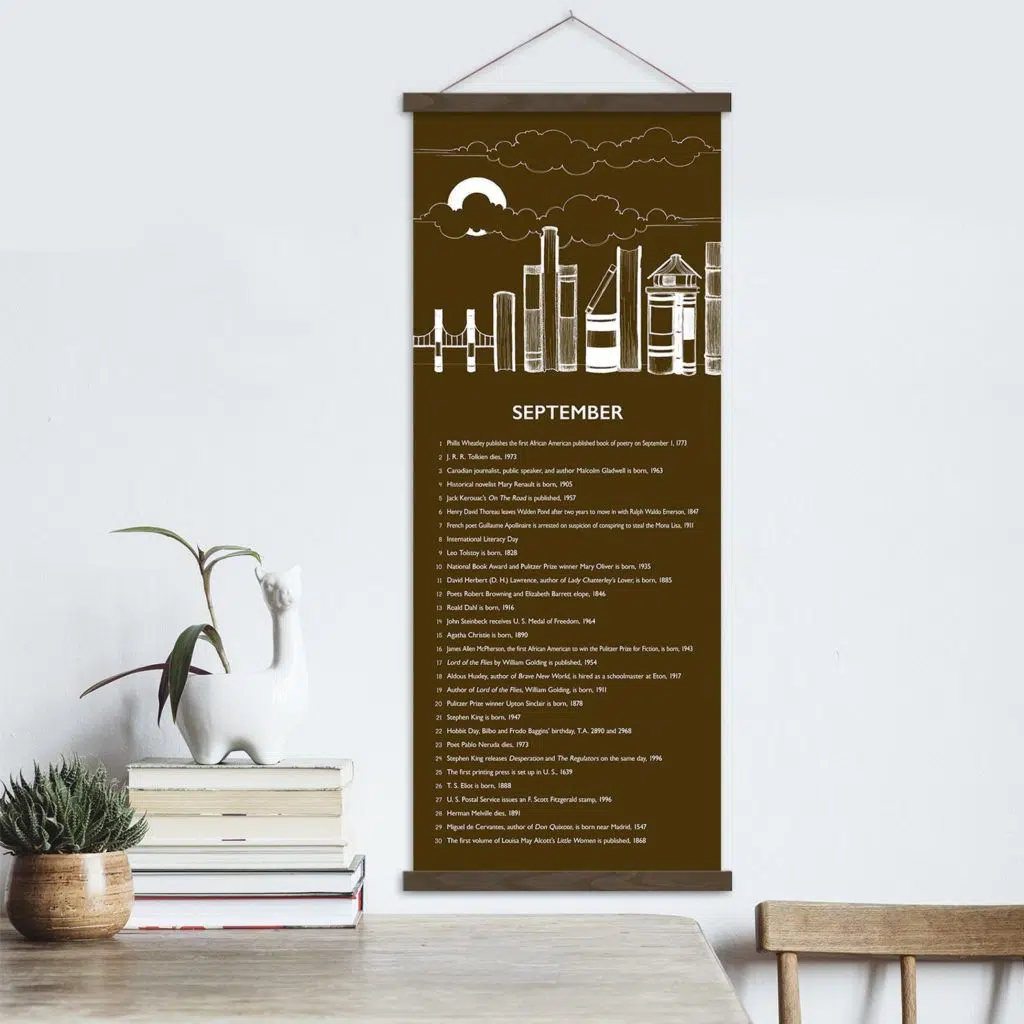 SEPTEMBER
1 Phillis Wheatley publishes the first African American published book of poetry on September 1, 1773
2 J. R. R. Tolkien dies, 1973
3 Canadian journalist, public speaker, and author Malcolm Gladwell is born, 1963
4 Historical novelist Mary Renault is born, 1905
5 Jack Kerouac's On The Road is published, 1957
6 Henry David Thoreau leaves Walden Pond after two years to move in with Ralph Waldo Emerson, 1847
7 French poet Guillaume Apollinaire is arrested on suspicion of conspiring to steal the Mona Lisa, 1911
8 International Literacy Day
9 Leo Tolstoy is born, 1828
10 National Book Award and Pulitzer Prize winner Mary Oliver is born, 1935
11 David Herbert (D. H.) Lawrence, author of Lady Chatterley's Lover, is born, 1885
12 Poets Robert Browning and Elizabeth Barrett elope, 1846
13 Roald Dahl is born, 1916
14 John Steinbeck receives U. S. Medal of Freedom, 1964
15 Agatha Christie is born, 1890
16 James Allen McPherson, the first African American to win the Pulitzer Prize for Fiction, is born, 1943
17 Lord of the Flies by William Golding is published, 1954
18 Aldous Huxley, author of Brave New World, is hired as a schoolmaster at Eton, 1917
19 Author of Lord of the Flies, William Golding, is born, 1911
20 Pulitzer Prize winner Upton Sinclair is born, 1878
21 Stephen King is born, 1947
22 Hobbit Day, Bilbo and Frodo Baggins' birthday, T.A. 2890 and 2968
23 Poet Pablo Neruda dies, 1973
24 Stephen King releases Desperation and The Regulators on the same day, 1996
25 The first printing press is set up in U. S., 1639
26 T. S. Eliot is born, 1888
27 U. S. Postal Service issues an F. Scott Fitzgerald stamp, 1996
28 Herman Melville dies, 1891
29 Miguel de Cervantes, author of Don Quixote, is born near Madrid, 1547
30 The first volume of Louisa May Alcott's Little Women is published, 1868